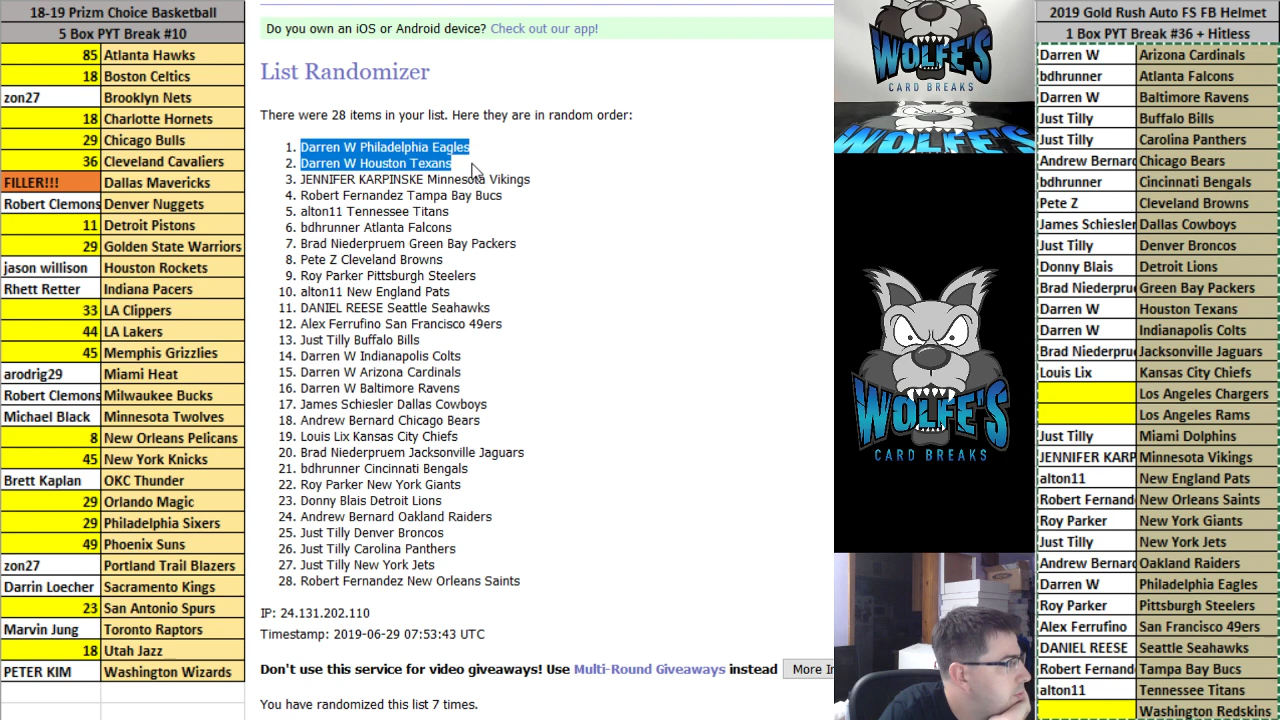 18-19 Prizm Choice Basketball
5 Box PYT Break #10
85 Atlanta Hawks
18 Boston Celtics
zon27 Brooklyn Nets
18 Charlotte Hornets
29 Chicago Bulls
36 Cleveland Cavaliers
FILLER!!! Dallas Mavericks
Robert Clemons Denver Nuggets
11 Detroit Pistons
29 Golden State Warriors
jason willison Houston Rockets
Rhett Retter Indiana Pacers
33 LA Clippers
44 LA Lakers
45 Memphis Grizzlies
arodrig29 Miami Heat
Robert Clemons Milwaukee Bucks
Michael Black Minnesota Twolves
8 New Orleans Pelicans
45 New York Knicks
Brett Kaplan OKC Thunder
29 Orlando Magic
29 Philadelphia Sixers
49 Phoenix Suns
zon27 Portland Trail Blazers
Darrin Loecher Sacramento Kings
23 San Antonio Spurs
Marvin Jung Toronto Raptors
18 Utah Jazz
PETER KIM Washington Wizards
Do you own an iOS or Android device? Check out our app!
List Randomizer
There were 28 items in your list. Here they are in random order:
1. Darren W Philadelphia Eagles
2. Darren W Houston Texans
3. JENNIFER KARPINSKE Minnesota Vikings
4. Robert Fernandez Tampa Bay Bucs
5. alton11 Tennessee Titans
6. bdhrunner Atlanta Falcons
7. Brad Niederpruem Green Bay Packers
8. Pete Z Cleveland Browns
9. Roy Parker Pittsburgh Steelers
10. alton11 New England Pats
11. DANIEL REESE Seattle Seahawks
12. Alex Ferrufino San Francisco 49ers
13. Just Tilly Buffalo Bills
14. Darren W Indianapolis Colts
15. Darren W Arizona Cardinals
16. Darren W Baltimore Ravens
17. James Schiesler Dallas Cowboys
18. Andrew Bernard Chicago Bears
19. Louis Lix Kansas City Chiefs
20. Brad Niederpruem Jacksonville Jaguars
21. bdhrunner Cincinnati Bengals
22. Roy Parker New York Giants
23. Donny Blais Detroit Lions
24. Andrew Bernard Oakland Raiders
25. Just Tilly Denver Broncos
26. Just Tilly Carolina Panthers
27. Just Tilly New York Jets
28. Robert Fernandez New Orleans Saints
IP: 24.131.202.110
Timestamp: 2019-06-29 07:53:43 UTC
Don't use this service for video giveaways! Use Multi-Round Giveaways instead More In
You have randomized this list 7 times.
WOLFE'S
CARD BREAKS
WOLFE'S
WOLFE'S
CARD BREAKS
2019 Gold Rush Auto FS FB Helmet
1 Box PYT Break #36 + Hitless
Darren W Arizona Cardinals
bdhrunner Atlanta Falcons
Darren W Baltimore Ravens
Just Tilly Buffalo Bills
Just Tilly Carolina Panthers
Andrew Bernard Chicago Bears
bdhrunner Cincinnati Bengals
Pete Z Cleveland Browns
James Schiesler Dallas Cowboys
Just Tilly Denver Broncos
Donny Blais Detroit Lions
Brad Niederprue Green Bay Packers
Darren W Houston Texans
Darren W Indianapolis Colts
Brad Niederprue Jacksonville Jaguars
Louis Lix Kansas City Chiefs
Los Angeles Chargers
Los Angeles Rams
Just Tilly Miami Dolphins
JENNIFER KARP Minnesota Vikings
alton11 New England Pats
Robert Fernand New Orleans Saints
Roy Parker New York Giants
Just Tilly New York Jets
Andrew Bernard Oakland Raiders
Darren W Philadelphia Eagles
Roy Parker Pittsburgh Steelers
Alex Ferrufino San Francisco 49ers
DANIEL REESE Seattle Seahawks
Robert Fernand Tampa Bay Bucs
alton11 Tennessee Titans
Washington Redskins